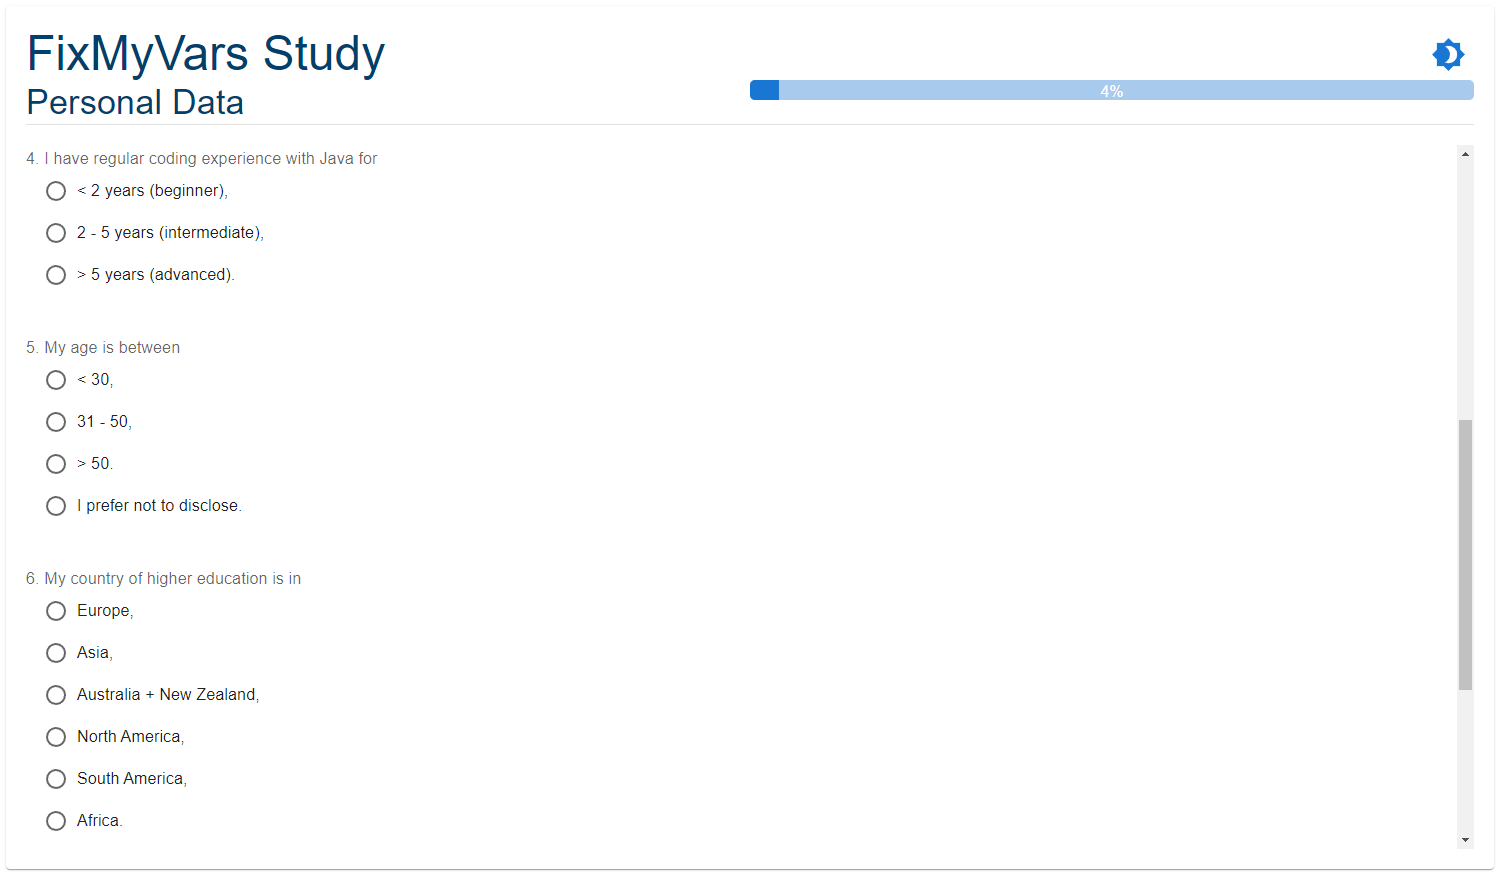 FixMyVars Study
Personal Data
4%
4. I have regular coding experience with Java for
< 2 years (beginner),
2 - 5 years (intermediate),
> 5 years (advanced).
5. My age is between
< 30,
31 - 50,
> 50.
I prefer not to disclose.
6. My country of higher education is in
Europe,
Asia,
Australia + New Zealand,
North America,
South America,
Africa.